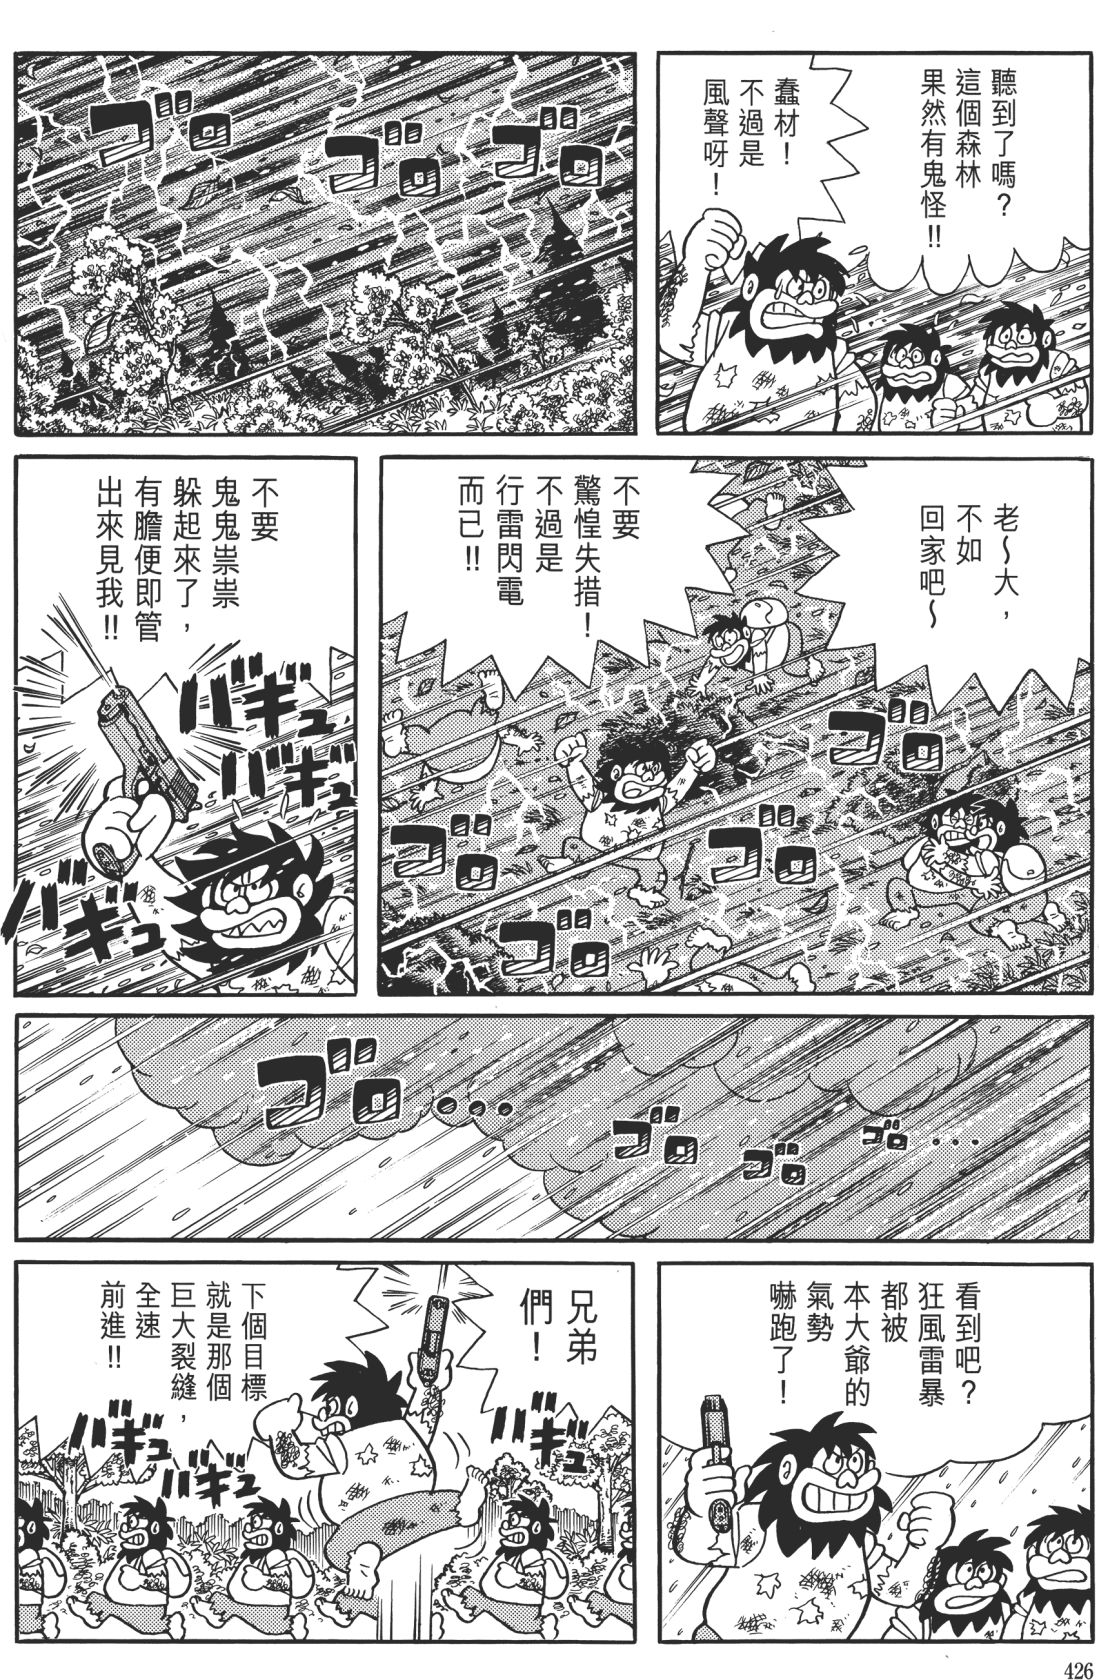 聽到了嗎？
這個森林
果然有鬼怪!!
蠢材！
不過是
風聲呀！
ゴロ
ゴロ
ゴロ
老～大，
不如
回家吧～
不要
驚惶失措！
不過是
行雷閃電
而已!!
ゴロ
ゴロ
ゴロ
ゴロ
不要
鬼鬼祟祟
躲起來了，
有膽便即管
出來見我!!
バギュ
バギュ
バギュ
ゴロ…
ゴロ
ゴロ
ゴロ…
看到吧？
狂風雷暴
都被
本大爺的
氣勢
嚇跑了！
兄弟
們！
下個目標
就是那個
巨大裂縫，
全速
前進!!
バギュ
バギュ
バギュ
426